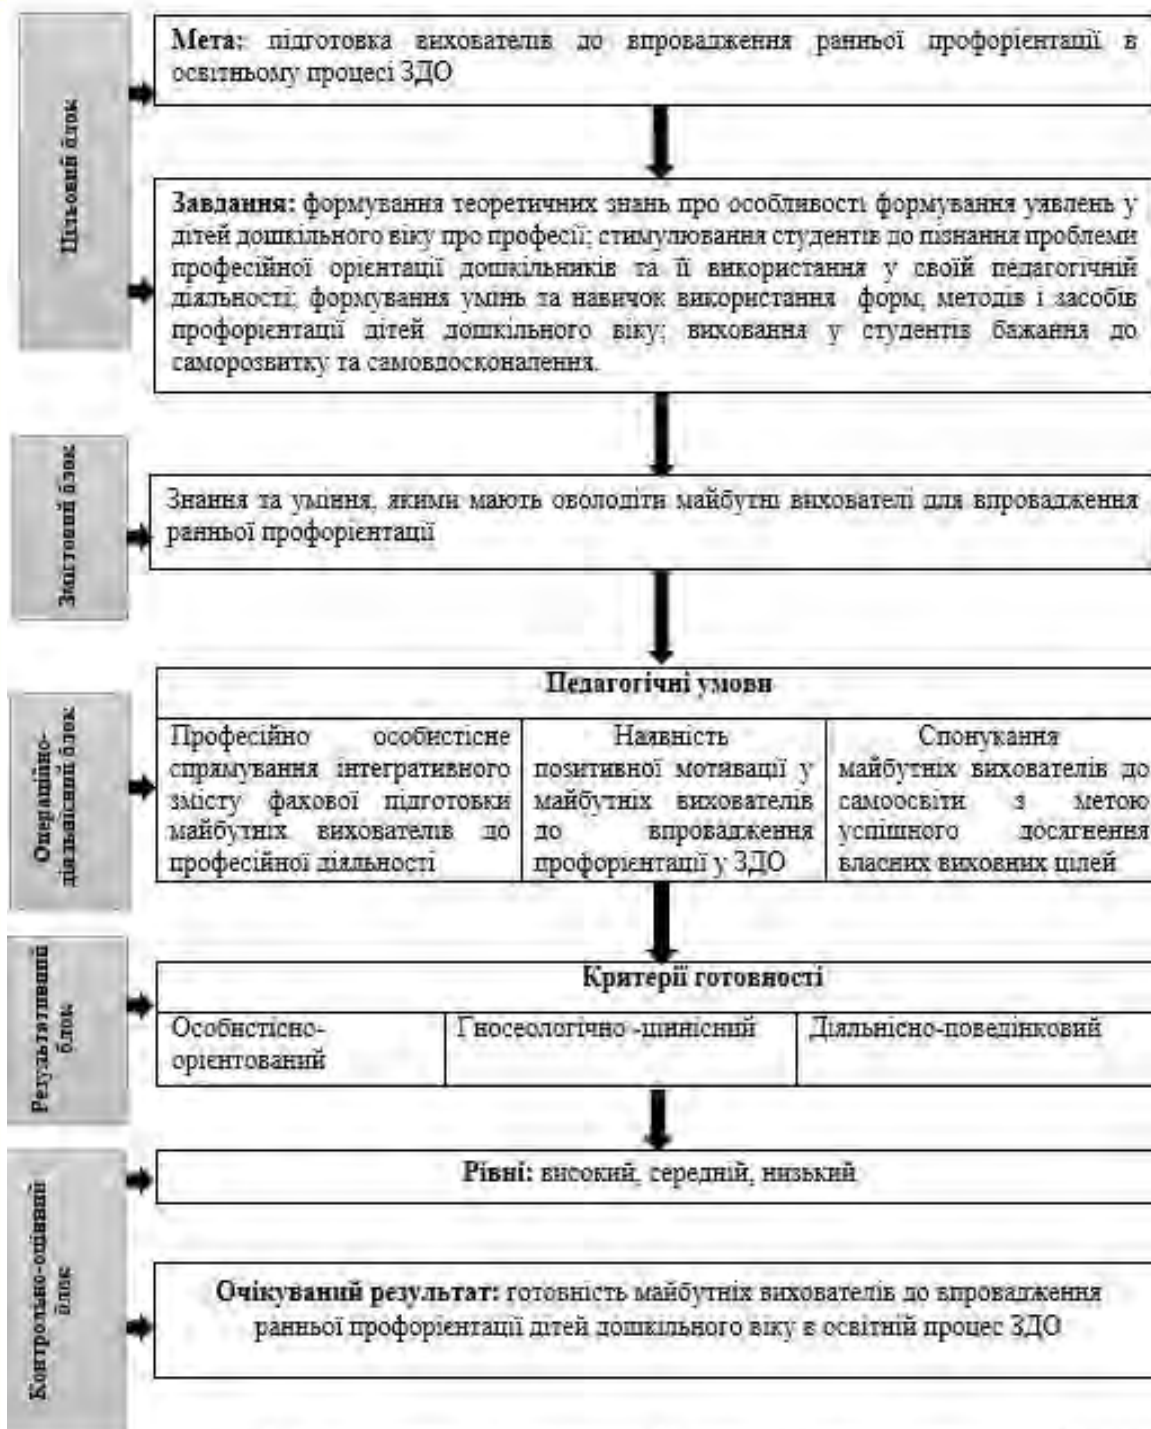 Цільовий блок
Мета: підготовка вихователів до впровадження ранньої профорієнтації в
освітньому процесі ЗДО
Завдання: формування теоретичних знань про особливості формування уявлень у
дітей дошкільного віку про професії; стимулювання студентів до пізнання проблеми
професійної орієнтації дошкільників та її використання у своїй педагогічній
діяльності; формування умінь та навичок використання форм, методів і засобів
профорієнтації дітей дошкільного віку; виховання у студентів бажання до
саморозвитку та самовдосконалення.
Змістовий блок
Знання та уміння, якими мають оволодіти майбутні вихователі для впровадження
ранньої профорієнтації
Операційно-
діяльнісний блок
Педагогічні умови
Професійно особистісне
спрямування інтегративного
змісту фахової підготовки
майбутніх вихователів до
професійної діяльності
Наявність
позитивної мотивації у
майбутніх вихователів
до впровадження
профорієнтації у ЗДО
Спонукання
майбутніх вихователів до
самоосвіти з метою
успішного досягнення
власних виховних цілей
Результативний
блок
Критерії готовності
Особистісно-
орієнтований
Гносеологічно -ціннісний
Діяльнісно-поведінковий
Контрольно-оцінний
блок
Рівні: високий, середній, низький
Очікуваний результат: готовність майбутніх вихователів до впровадження
ранньої профорієнтації дітей дошкільного віку в освітній процес ЗДО